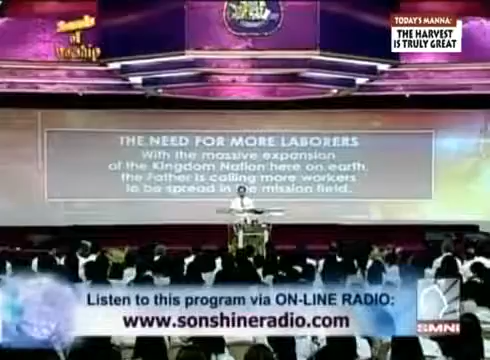 Sounds
of
Worship
TODAY'S MANNA:
THE HARVEST
IS TRULY GREAT
THE NEED FOR MORE LABORERS
With the massive expansion
of the Kingdom Nation here on earth,
the Father is calling more workers
to be spread in the mission field.
Listen to this program via ON-LINE RADIO:
www.sonshineradio.com
SMNI